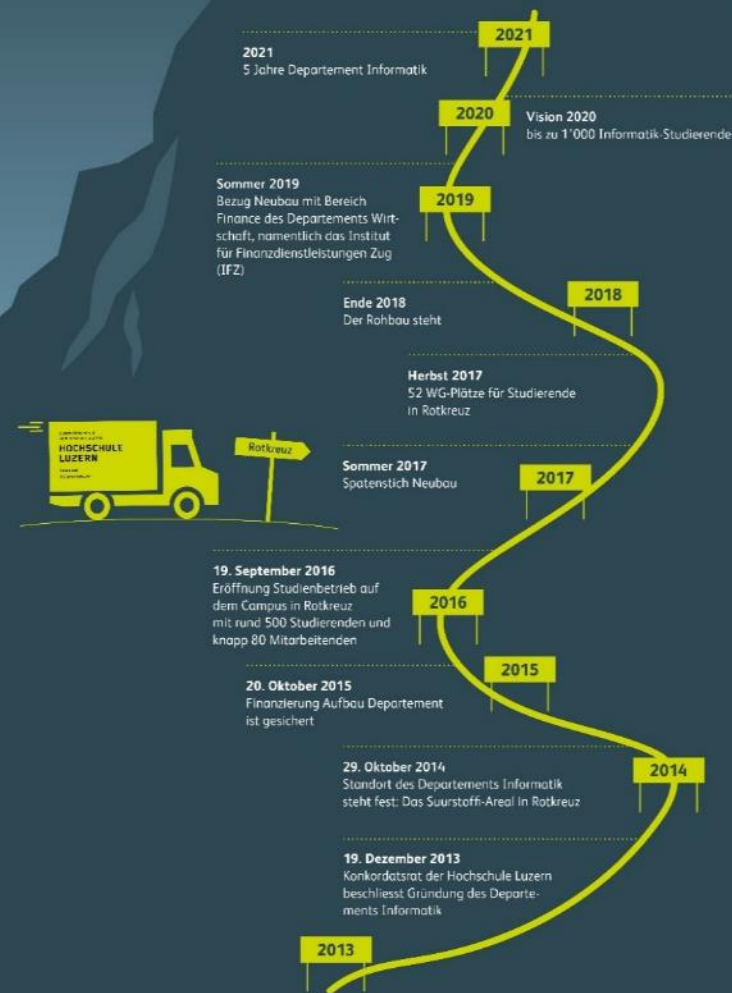 2021
2021
5 Jahre Departement Informatik
2020
Vision 2020
bis zu 1'000 Informatik-Studierende
Sommer 2019
Bezug Neubau mit Bereich
Finance des Departements Wirt-
schaft, namentlich das Institut
für Finanzdienstleistungen Zug
(IFZ)
2019
Ende 2018
Der Rohbau steht
2018
Herbst 2017
52 WG-Plätze für Studierende
in Rotkreuz
HOCHSCHULE
LUZERN
Rotkreuz
Sommer 2017
Spatenstich Neubau
2017
19. September 2016
Eröffnung Studienbetrieb auf
dem Campus in Rotkreuz
mit rund 500 Studierenden und
knapp 80 Mitarbeitenden
2016
2015
20. Oktober 2015
Finanzierung Aufbau Departement
ist gesichert
29. Oktober 2014
Standort des Departements Informatik
steht fest: Das Suurstoffi-Areal in Rotkreuz
2014
19. Dezember 2013
Konkordatsrat der Hochschule Luzern
beschliesst Gründung des Departe-
ments Informatik
2013